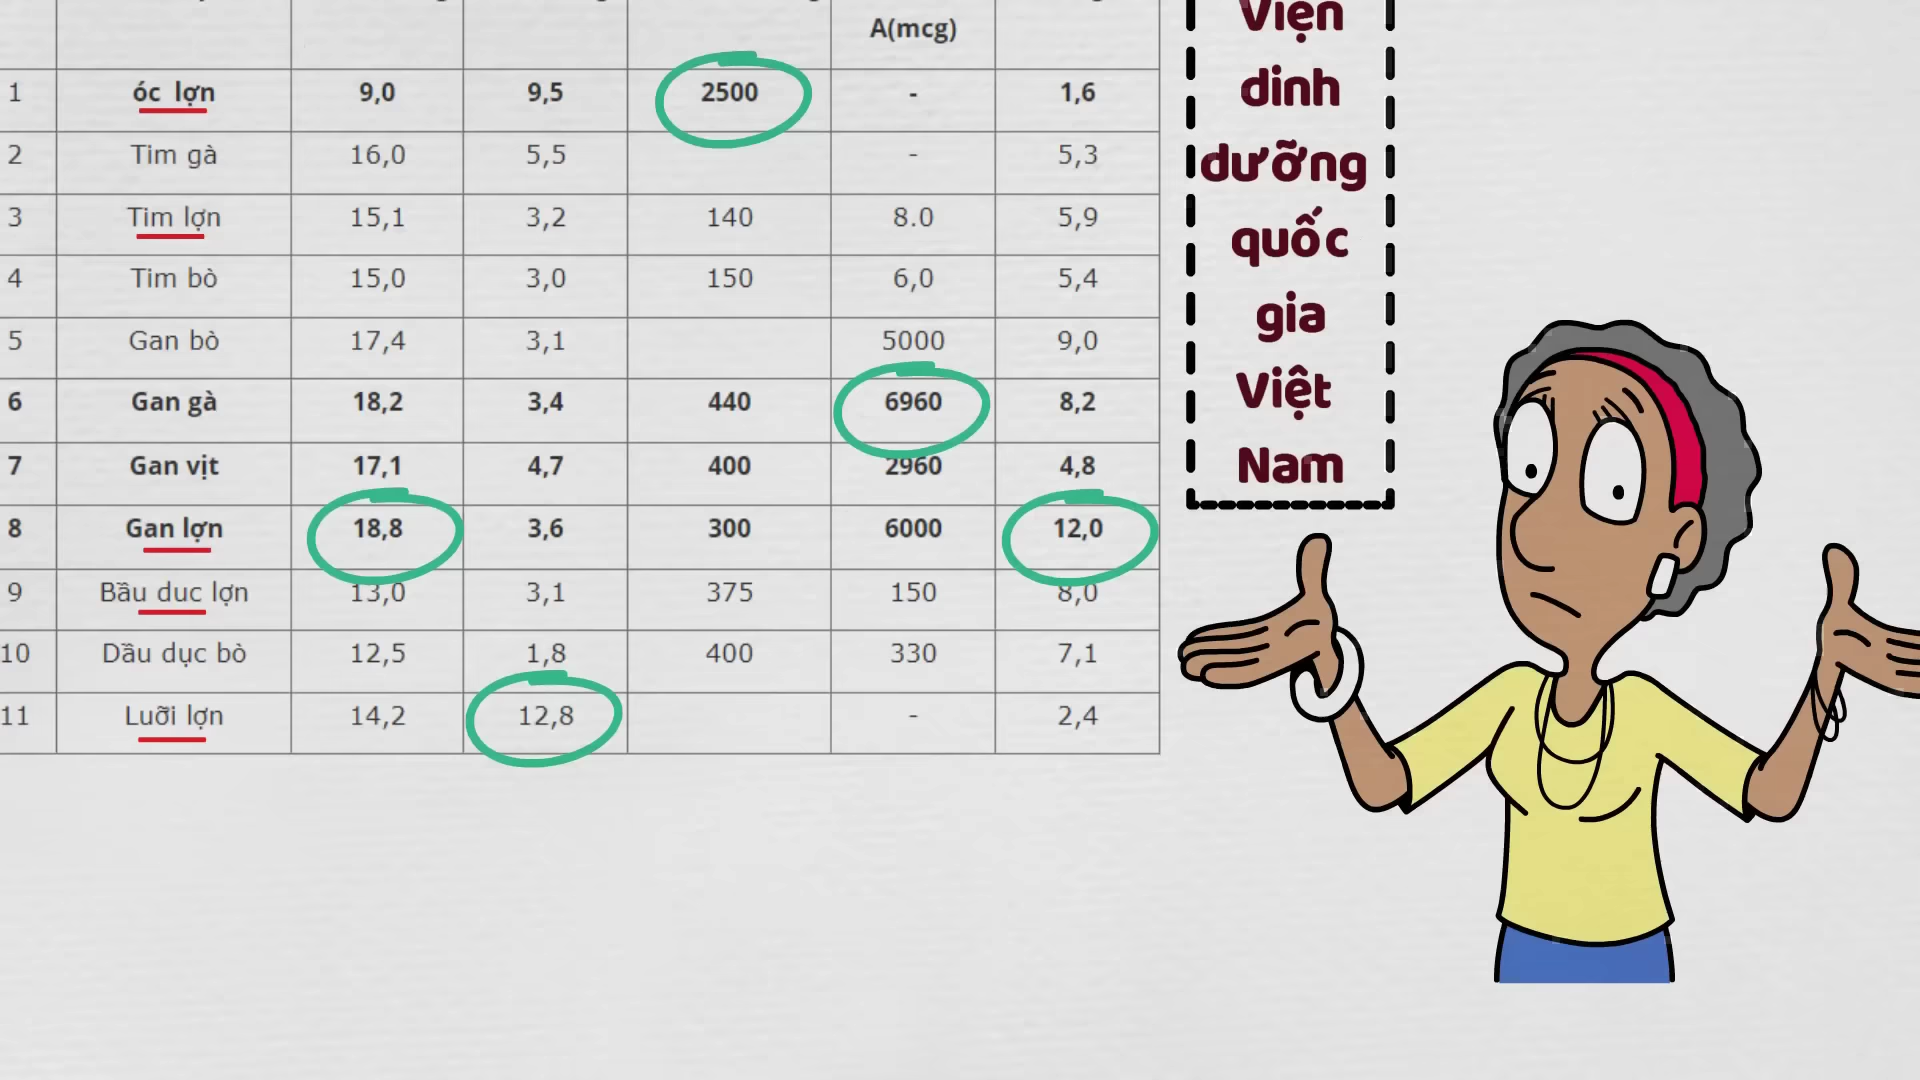 A(mcg)
1 óc lợn 9,0 9,5 2500 - 1,6
2 Tim gà 16,0 5,5 - 5,3
3 Tim lợn 15,1 3,2 140 8.0 5,9
4 Tim bò 15,0 3,0 150 6,0 5,4
5 Gan bò 17,4 3,1 5000 9,0
6 Gan gà 18,2 3,4 440 6960 8,2
7 Gan vịt 17,1 4,7 400 2960 4,8
8 Gan lợn 18,8 3,6 300 6000 12,0
9 Bầu dục lợn 13,0 3,1 375 150 8,0
10 Dầu dục bò 12,5 1,8 400 330 7,1
11 Luỡi lợn 14,2 12,8 - 2,4
Viện
dinh
dưỡng
quốc
gia
Việt
Nam